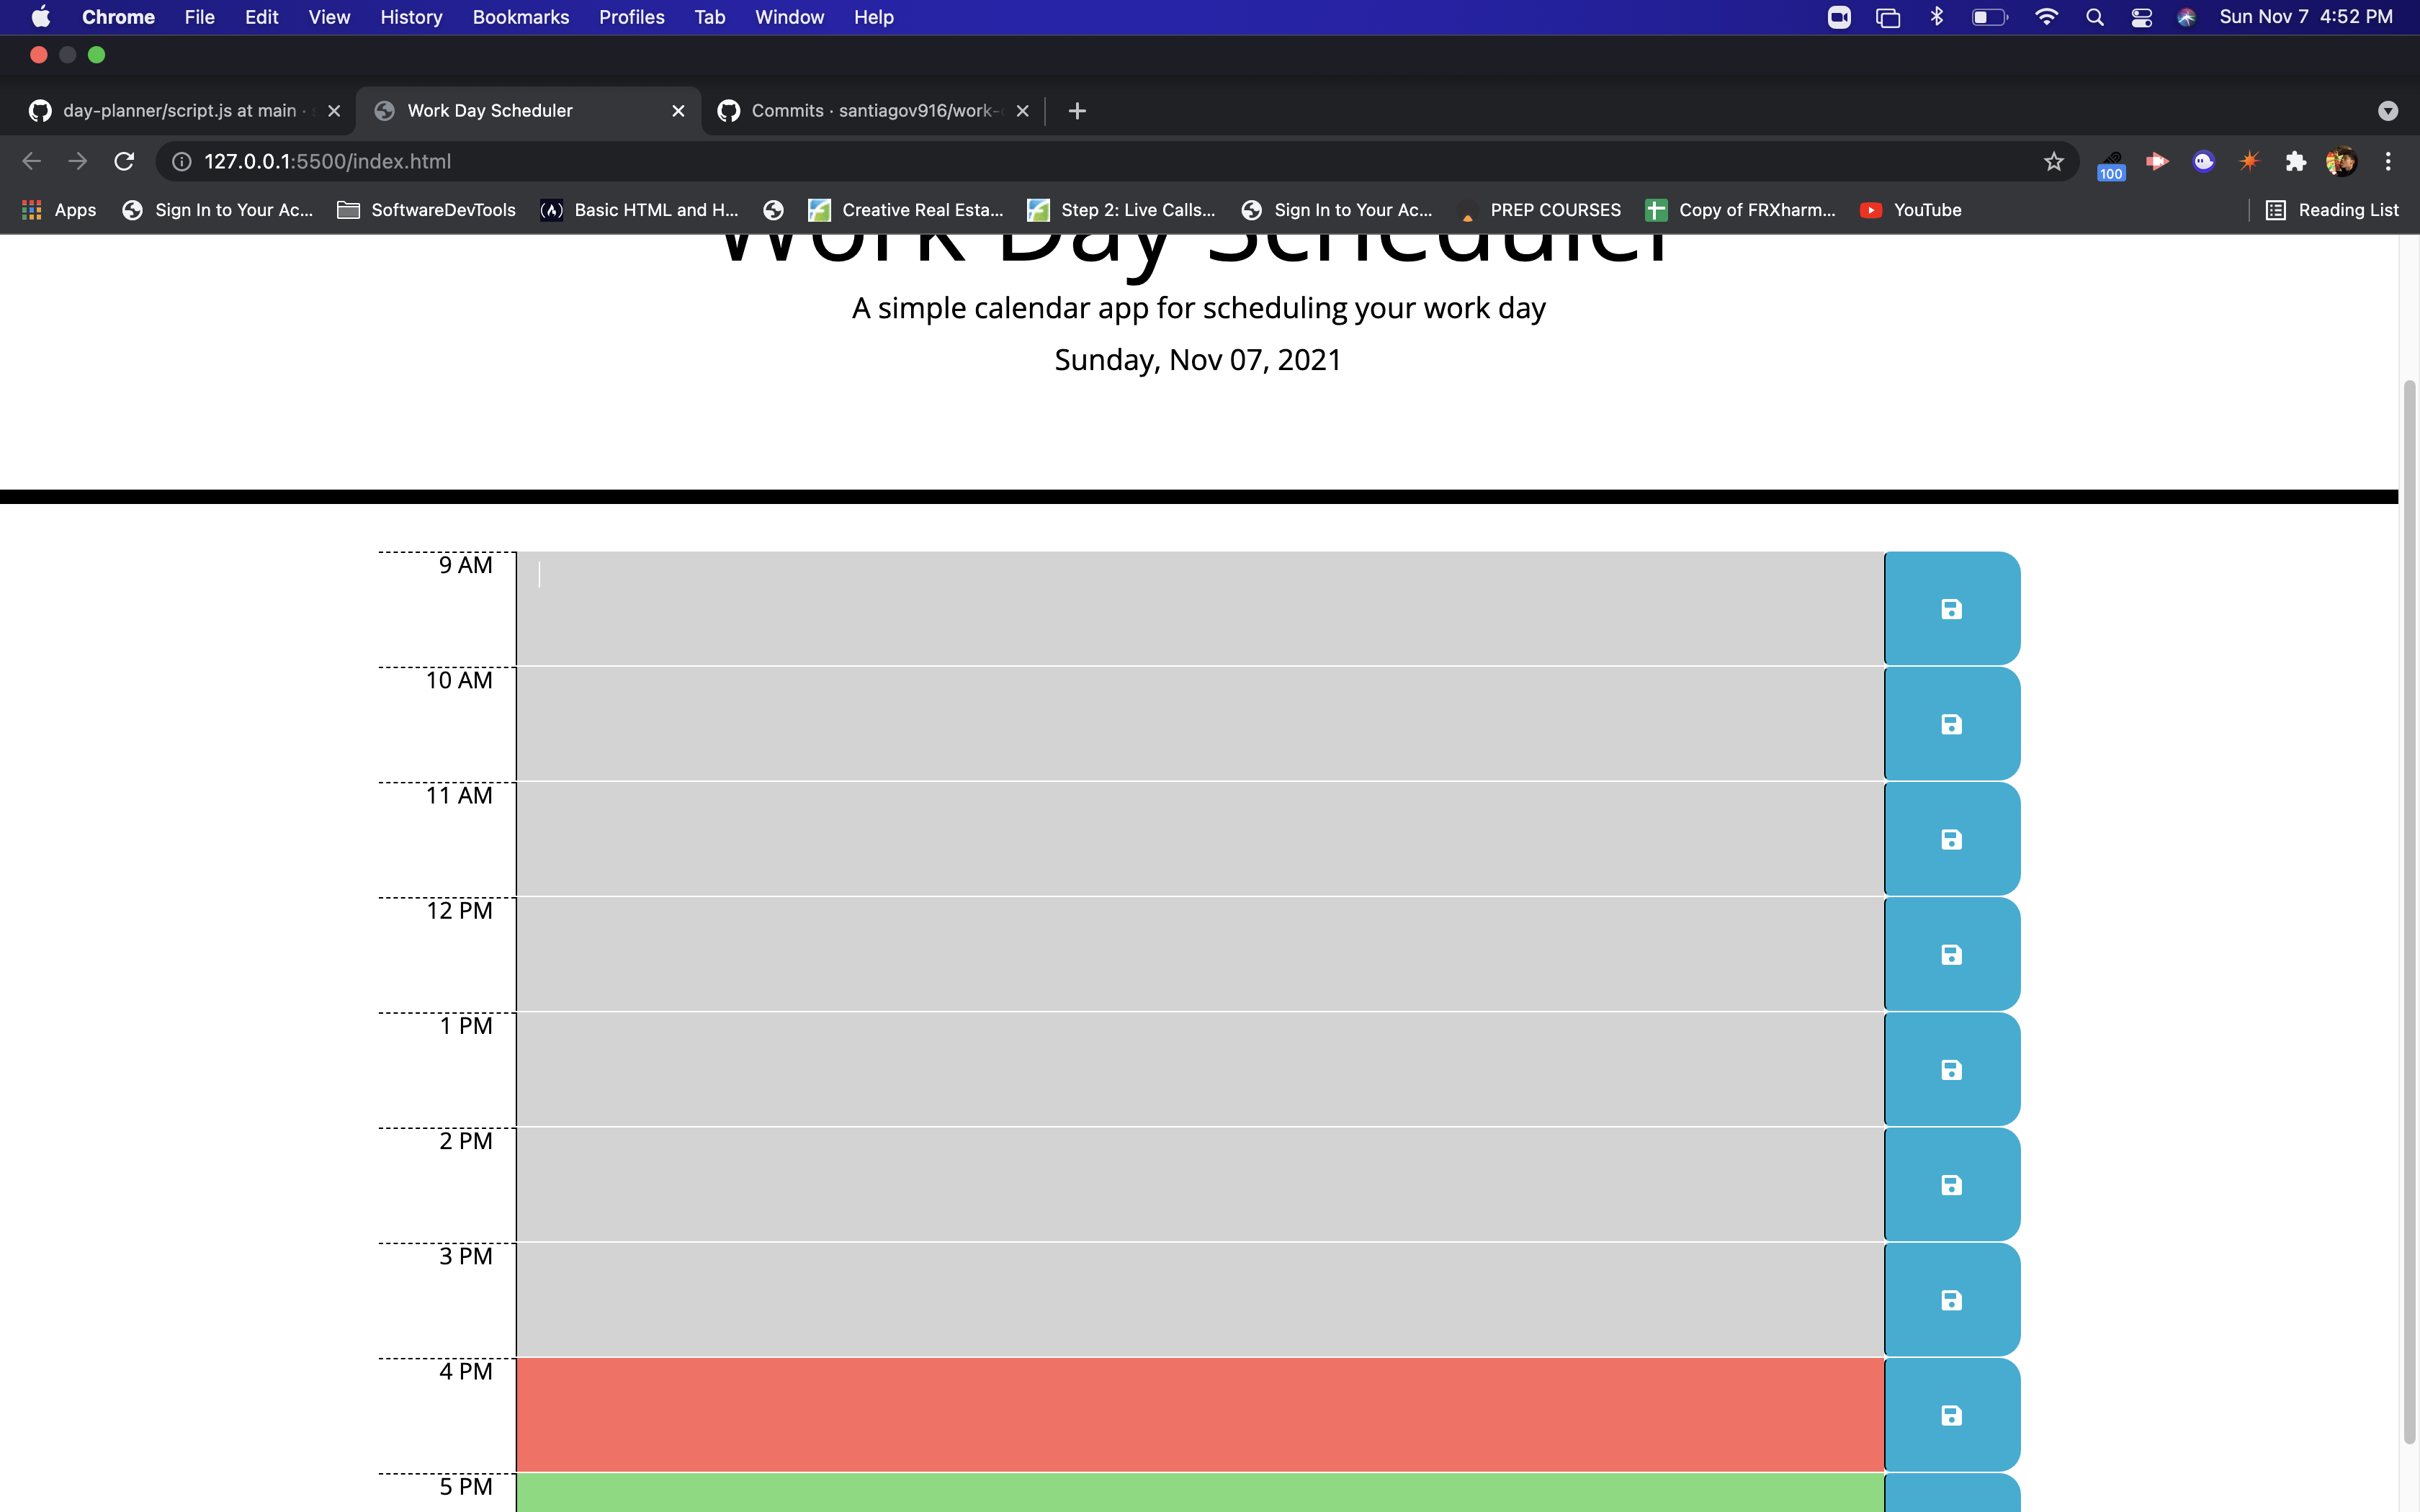 Chrome File Edit View History Bookmarks Profiles Tab Window Help Sun Nov 7 4:52 PM
day-planner/script.js at main · Work Day Scheduler Commits · santiagov916/work-
127.0.0.1:5500/index.html 100
Apps Sign In to Your Ac... SoftwareDevTools Basic HTML and H... Creative Real Esta... Step 2: Live Calls... Sign In to Your Ac... PREP COURSES Copy of FRXharm... YouTube Reading List
Work Day Scheduler
A simple calendar app for scheduling your work day
Sunday, Nov 07, 2021
9 AM
10 AM
11 AM
12 PM
1 PM
2 PM
3 PM
4 PM
5 PM